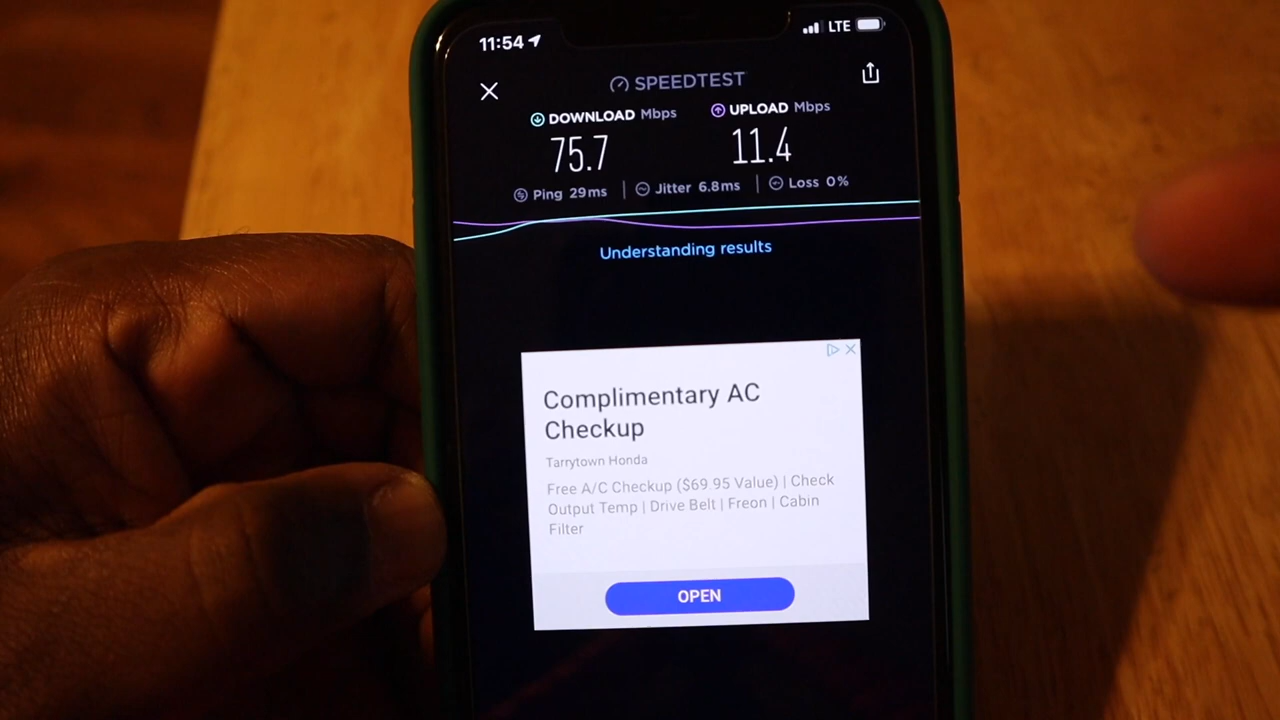 11:54 LTE
SPEEDTEST
DOWNLOAD Mbps UPLOAD Mbps
75.7 11.4
Ping 29ms Jitter 6.8ms Loss 0%
Understanding results
Complimentary AC
Checkup
Tarrytown Honda
Free A/C Checkup ($69.95 Value) | Check
Output Temp | Drive Belt | Freon | Cabin
Filter
OPEN